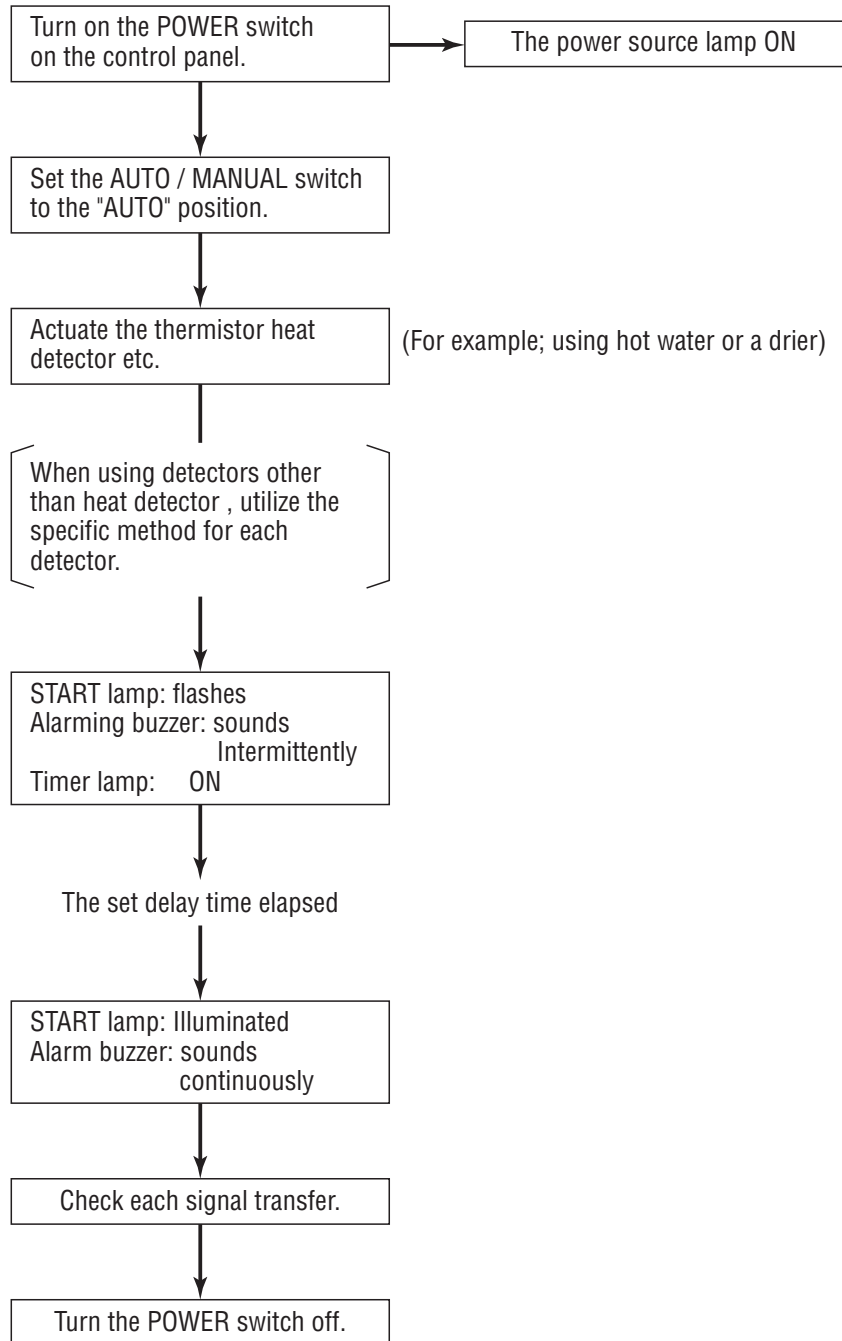 Turn on the POWER switch
on the control panel.
The power source lamp ON
Set the AUTO / MANUAL switch
to the "AUTO" position.
Actuate the thermistor heat
detector etc.
(For example; using hot water or a drier)
When using detectors other
than heat detector , utilize the
specific method for each
detector.
START lamp: flashes
Alarming buzzer: sounds
Intermittently
Timer lamp: ON
The set delay time elapsed
START lamp: Illuminated
Alarm buzzer: sounds
continuously
Check each signal transfer.
Turn the POWER switch off.